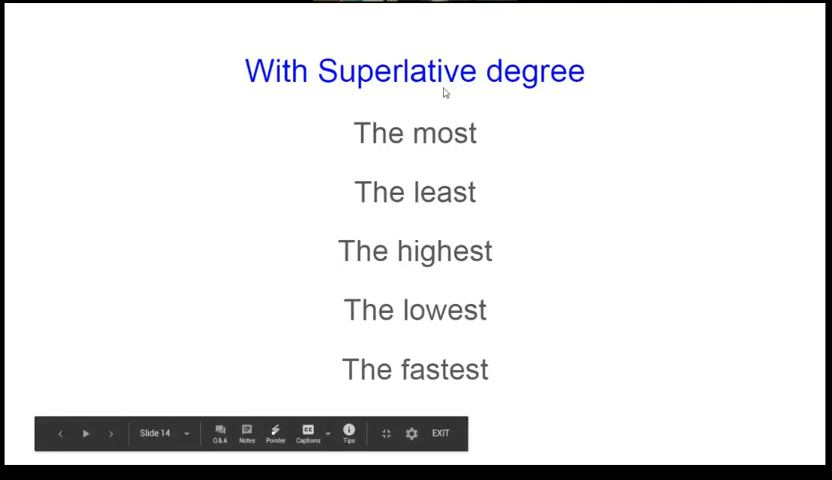 With Superlative degree
The most
The least
The highest
The lowest
The fastest
Slide 14
Q&A
Notes
Pointer
Captions
Tips
EXIT